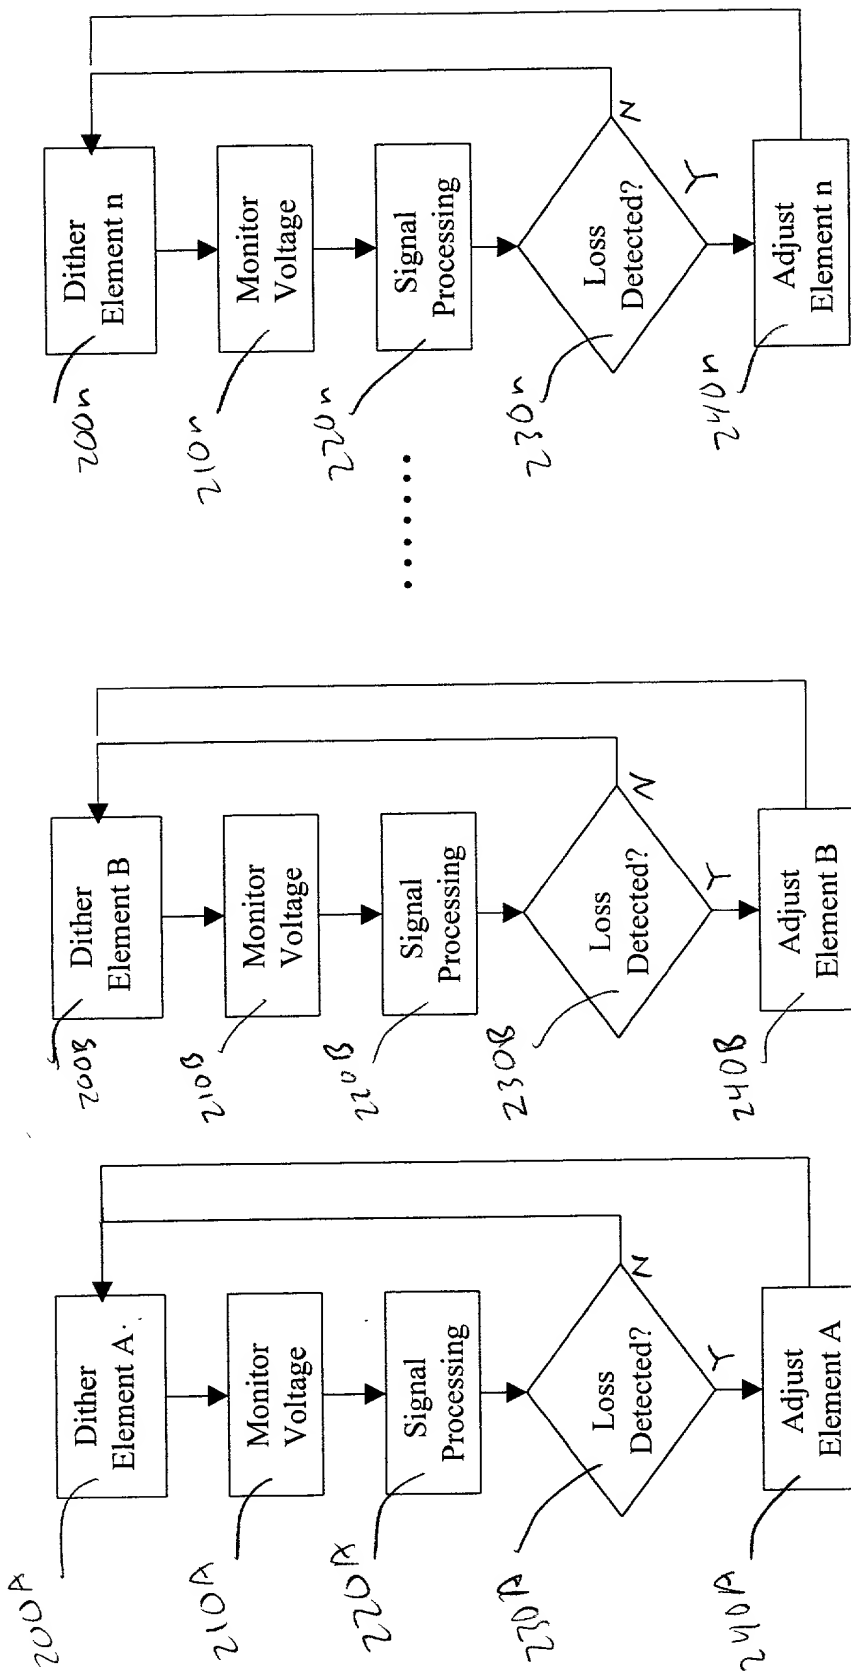 200A
Dither
Element A.
210A
Monitor
Voltage
220A
Signal
Processing
230A
Loss
Detected?
N
Y
240A
Adjust
Element A
200B
Dither
Element B
210B
Monitor
Voltage
220B
Signal
Processing
230B
Loss
Detected?
N
Y
240B
Adjust
Element B
........
200n
Dither
Element n
210n
Monitor
Voltage
220n
Signal
Processing
230n
Loss
Detected?
N
Y
240n
Adjust
Element n